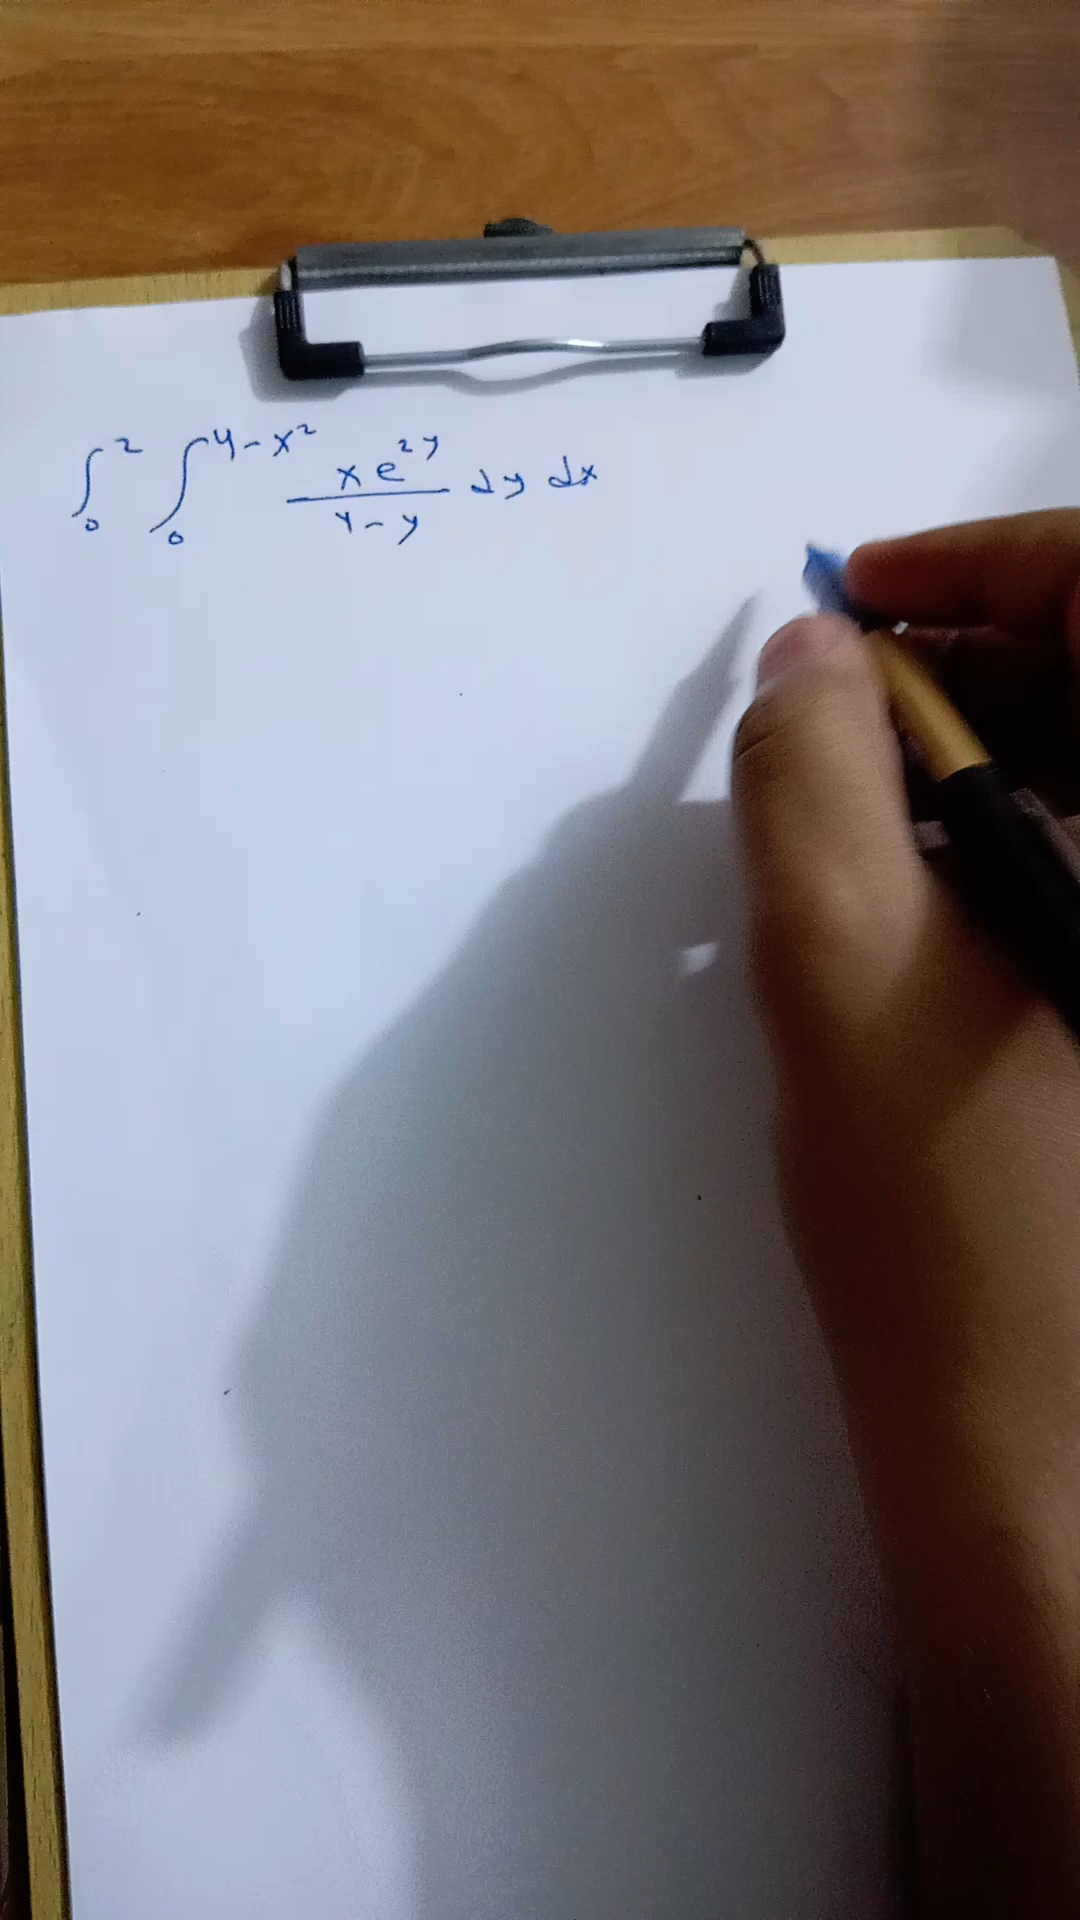 ∫₀² ∫₀^(4-x²) xe^(2y)/(4-y) dy dx